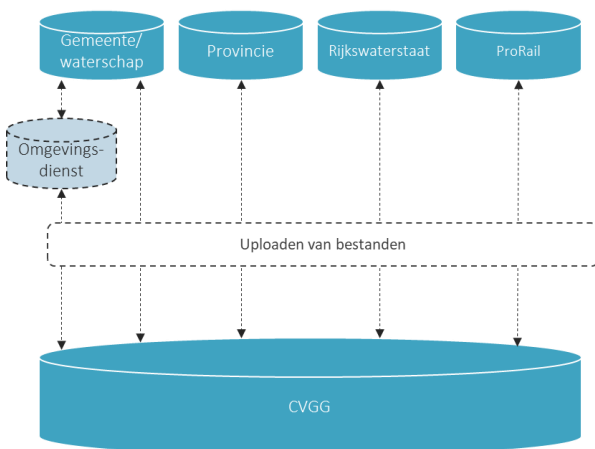 Gemeente/
waterschap
Provincie
Rijkswaterstaat
ProRail
Omgevings-
dienst
Uploaden van bestanden
CVGG